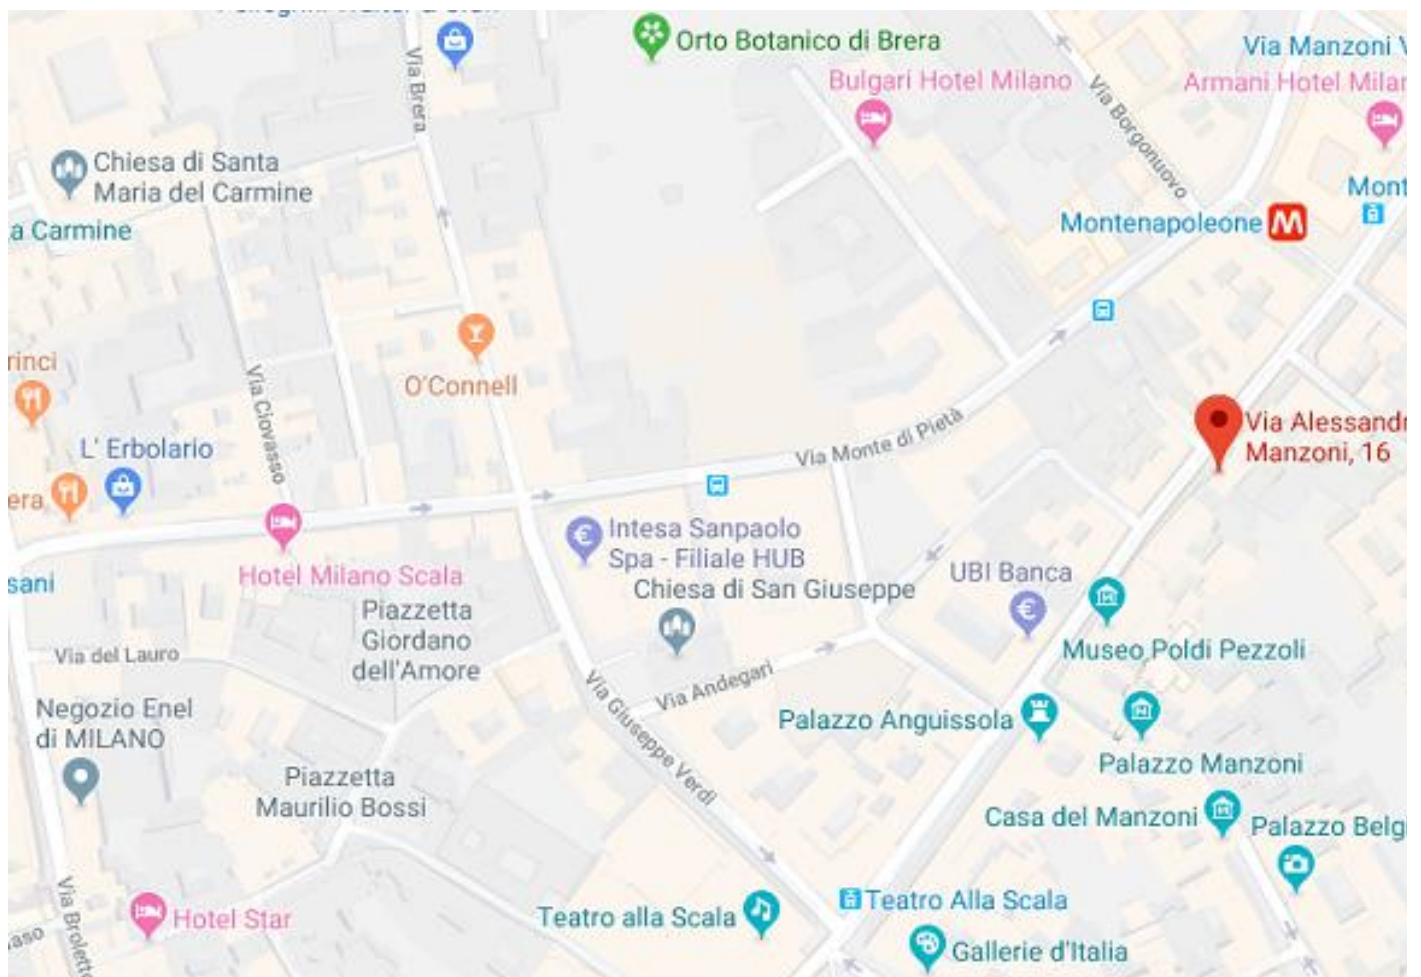 Orto Botanico di Brera
Via Manzoni V
Via Brera
Bulgari Hotel Milano
Armani Hotel Milan
Via Borgonuovo
Chiesa di Santa
Maria del Carmine
Mont
Montenapoleone M
a Carmine
rinci
O'Connell
Via Ciovasso
Via Monte di Pietà
Via Alessandr
Manzoni, 16
L' Erbolario
era
Intesa Sanpaolo
Spa - Filiale HUB
Hotel Milano Scala
sani
UBI Banca
Chiesa di San Giuseppe
Piazzetta
Giordano
dell'Amore
Via del Lauro
Museo Poldi Pezzoli
Via Andegari
Via Giuseppe Verdi
Negozio Enel
di MILANO
Palazzo Anguissola
Palazzo Manzoni
Piazzetta
Maurilio Bossi
Casa del Manzoni
Palazzo Belgi
Via Broletto
Hotel Star
Teatro alla Scala
Teatro Alla Scala
aso
Gallerie d'Italia